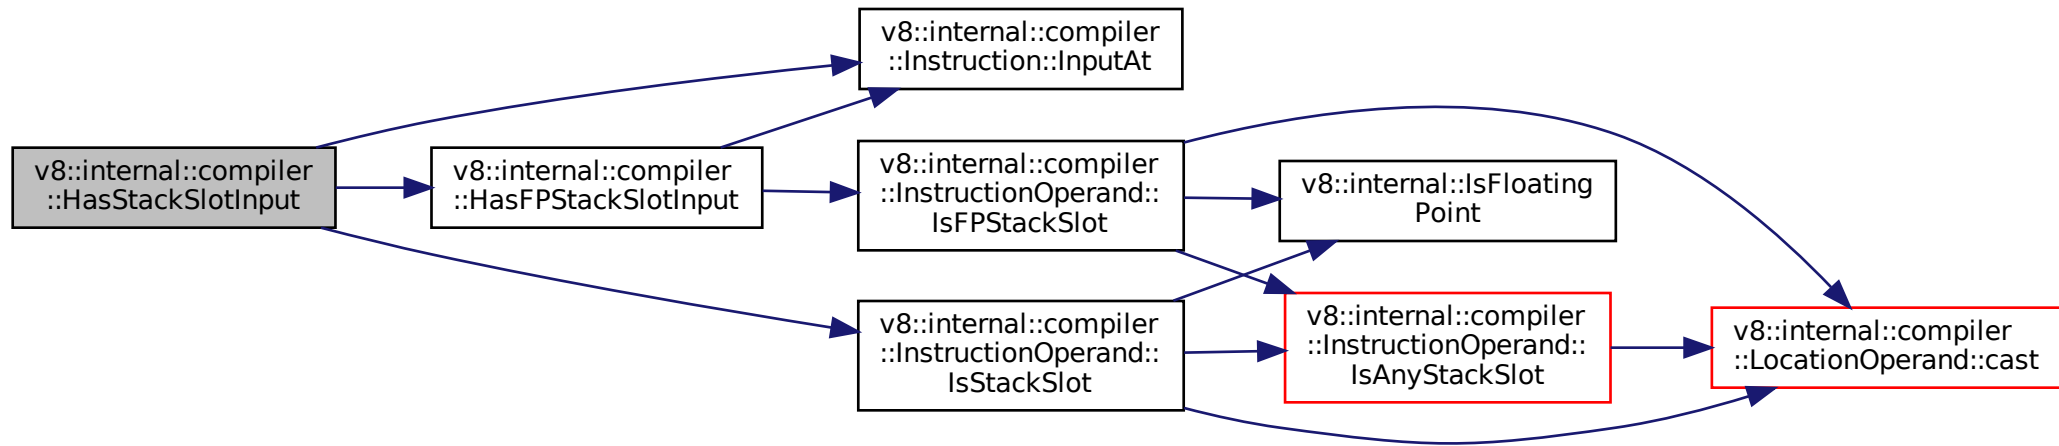 v8::internal::compiler
::HasStackSlotInput
v8::internal::compiler
::HasFPStackSlotInput
v8::internal::compiler
::Instruction::InputAt
v8::internal::compiler
::InstructionOperand::
IsFPStackSlot
v8::internal::compiler
::InstructionOperand::
IsStackSlot
v8::internal::IsFloating
Point
v8::internal::compiler
::InstructionOperand::
IsAnyStackSlot
v8::internal::compiler
::LocationOperand::cast